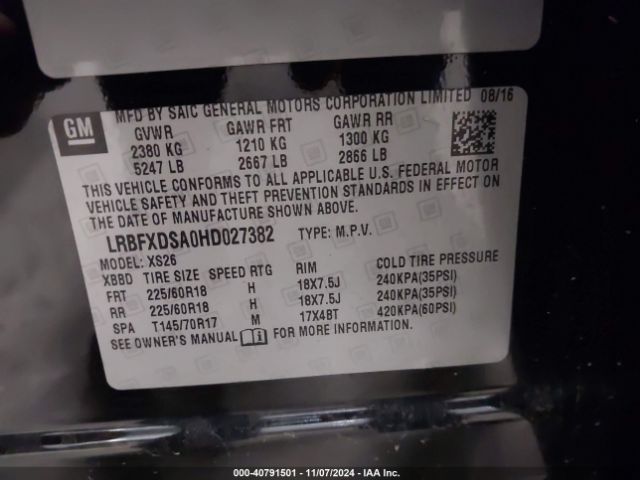 MFD BY SAIC GENERAL MOTORS CORPORATION LIMITED 08/16
GM
GVWR GAWR FRT GAWR RR
2380 KG 1210 KG 1300 KG
5247 LB 2667 LB 2866 LB
THIS VEHICLE CONFORMS TO ALL APPLICABLE U.S. FEDERAL MOTOR
VEHICLE SAFETY AND THEFT PREVENTION STANDARDS IN EFFECT ON
THE DATE OF MANUFACTURE SHOWN ABOVE.
LRBFXDSA0HD027382 TYPE: M.P.V.
MODEL: XS26
XBBD TIRE SIZE SPEED RTG RIM COLD TIRE PRESSURE
FRT 225/60R18 H 18X7.5J 240KPA(35PSI)
RR 225/60R18 H 18X7.5J 240KPA(35PSI)
SPA T145/70R17 M 17X4BT 420KPA(60PSI)
SEE OWNER'S MANUAL FOR MORE INFORMATION.
000-40791501 - 11/07/2024 - IAA Inc.